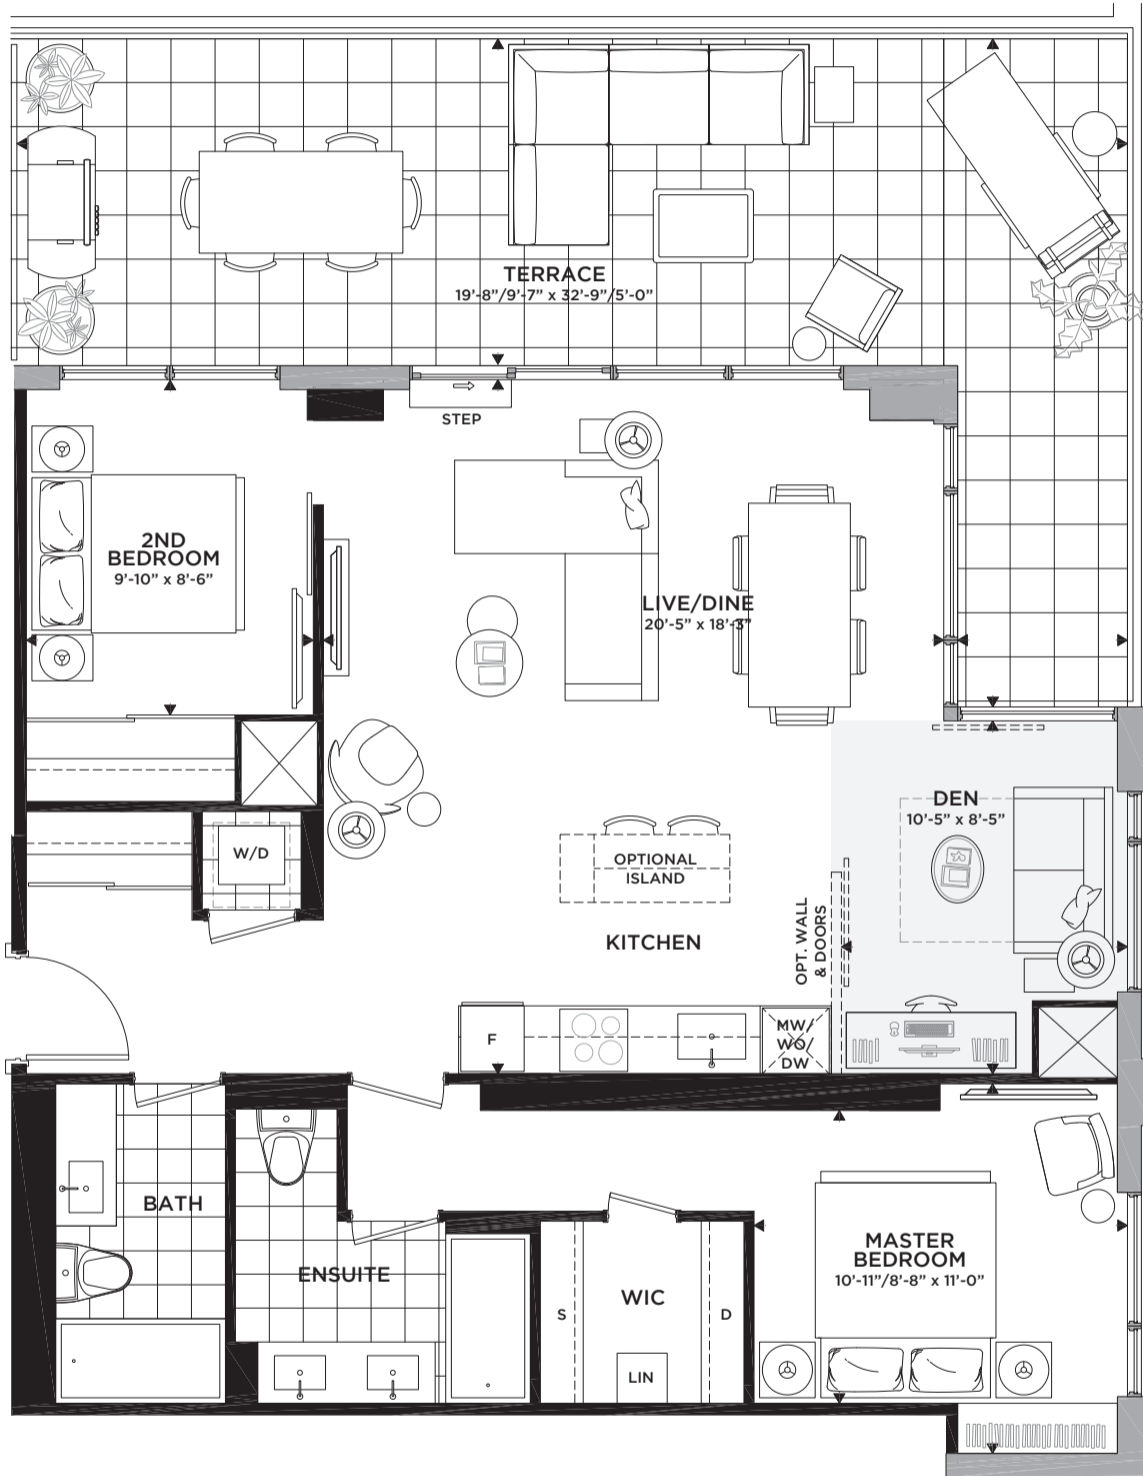 TERRACE
19'-8"/9'-7" x 32'-9"/5'-0"
STEP
2ND
BEDROOM
9'-10" x 8'-6"
LIVE/DINE
20'-5" x 18'-3"
DEN
10'-5" x 8'-5"
W/D
OPTIONAL
ISLAND
OPT. WALL
& DOORS
KITCHEN
F
MW/
WO/
DW
BATH
ENSUITE
WIC
S
D
LIN
MASTER
BEDROOM
10'-11"/8'-8" x 11'-0"